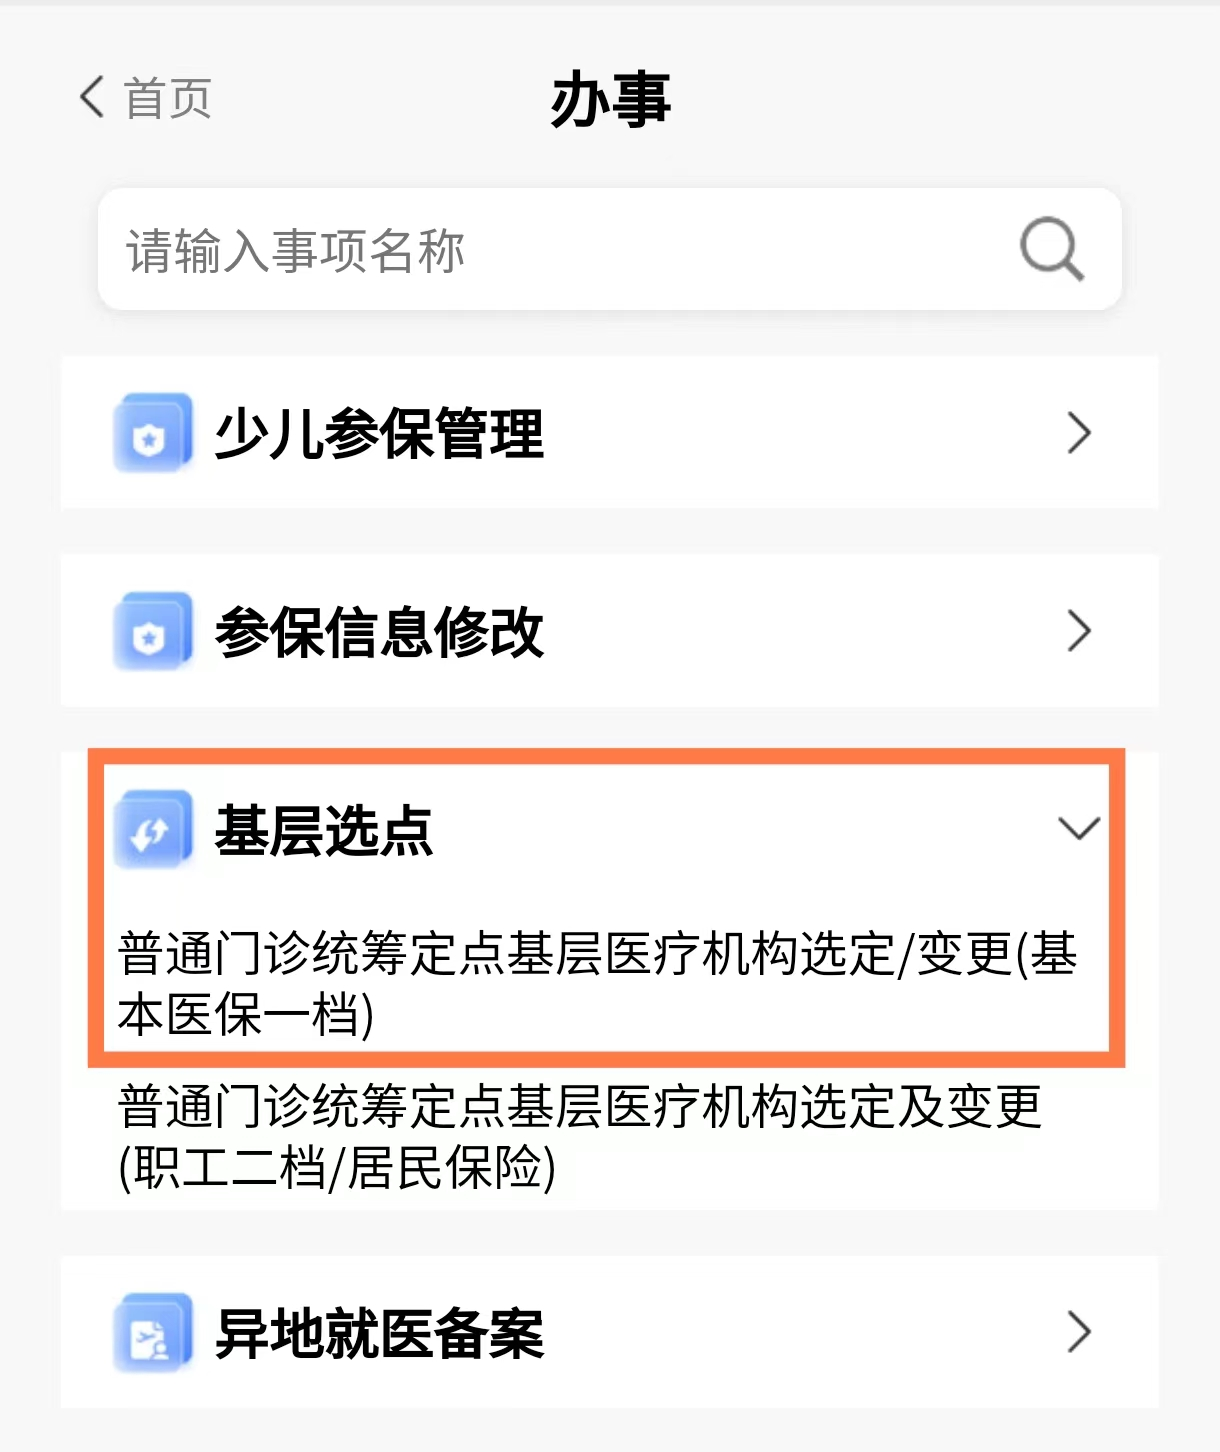 首页
办事
请输入事项名称
少儿参保管理
参保信息修改
基层选点
普通门诊统筹定点基层医疗机构选定/变更(基
本医保一档)
普通门诊统筹定点基层医疗机构选定及变更
(职工二档/居民保险)
异地就医备案